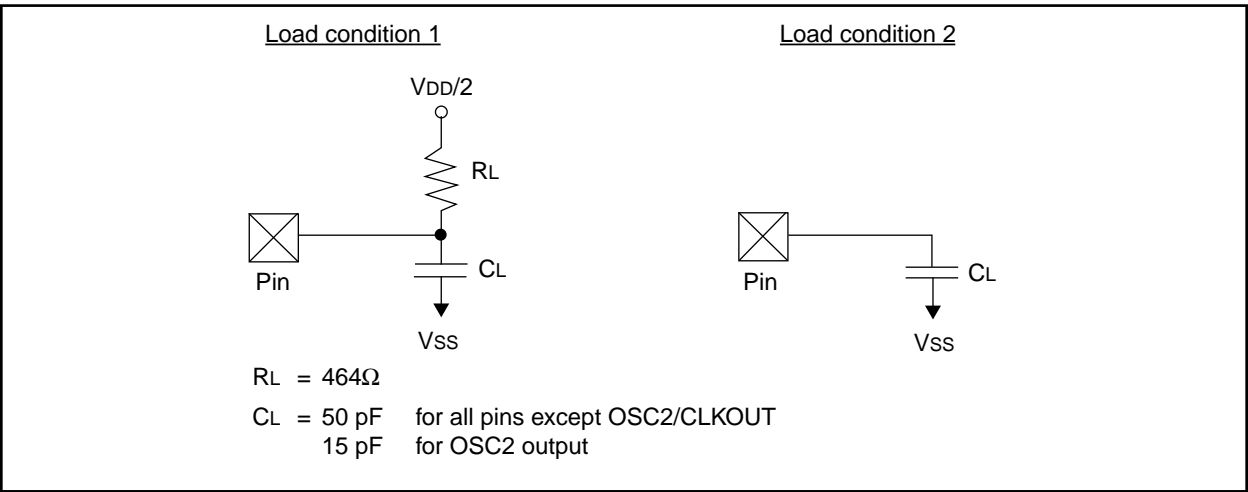 Load condition 1
VDD/2
RL
Pin
CL
VSS
Load condition 2
Pin
CL
VSS
RL = 464Ω
CL = 50 pF for all pins except OSC2/CLKOUT
15 pF for OSC2 output